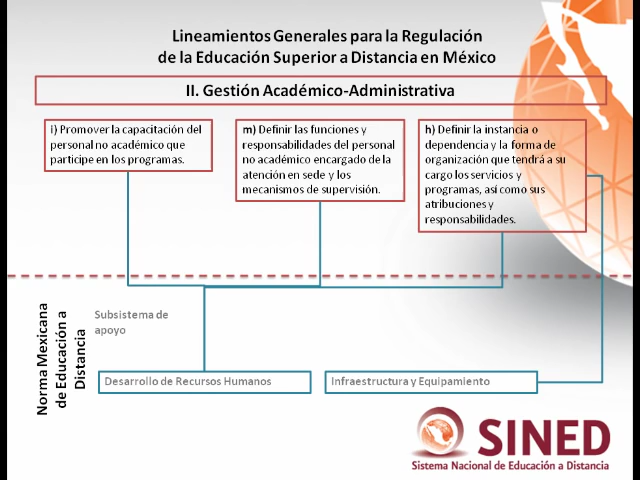 Lineamientos Generales para la Regulación
de la Educación Superior a Distancia en México
II. Gestión Académico-Administrativa
i) Promover la capacitación del
personal no académico que
participe en los programas.
m) Definir las funciones y
responsabilidades del personal
no académico encargado de la
atención en sede y los
mecanismos de supervisión.
h) Definir la instancia o
dependencia y la forma de
organización que tendrá a su
cargo los servicios y
programas, así como sus
atribuciones y
responsabilidades.
Norma Mexicana
de Educación a
Distancia
Subsistema de
apoyo
Desarrollo de Recursos Humanos
Infraestructura y Equipamiento
SINED
Sistema Nacional de Educación a Distancia